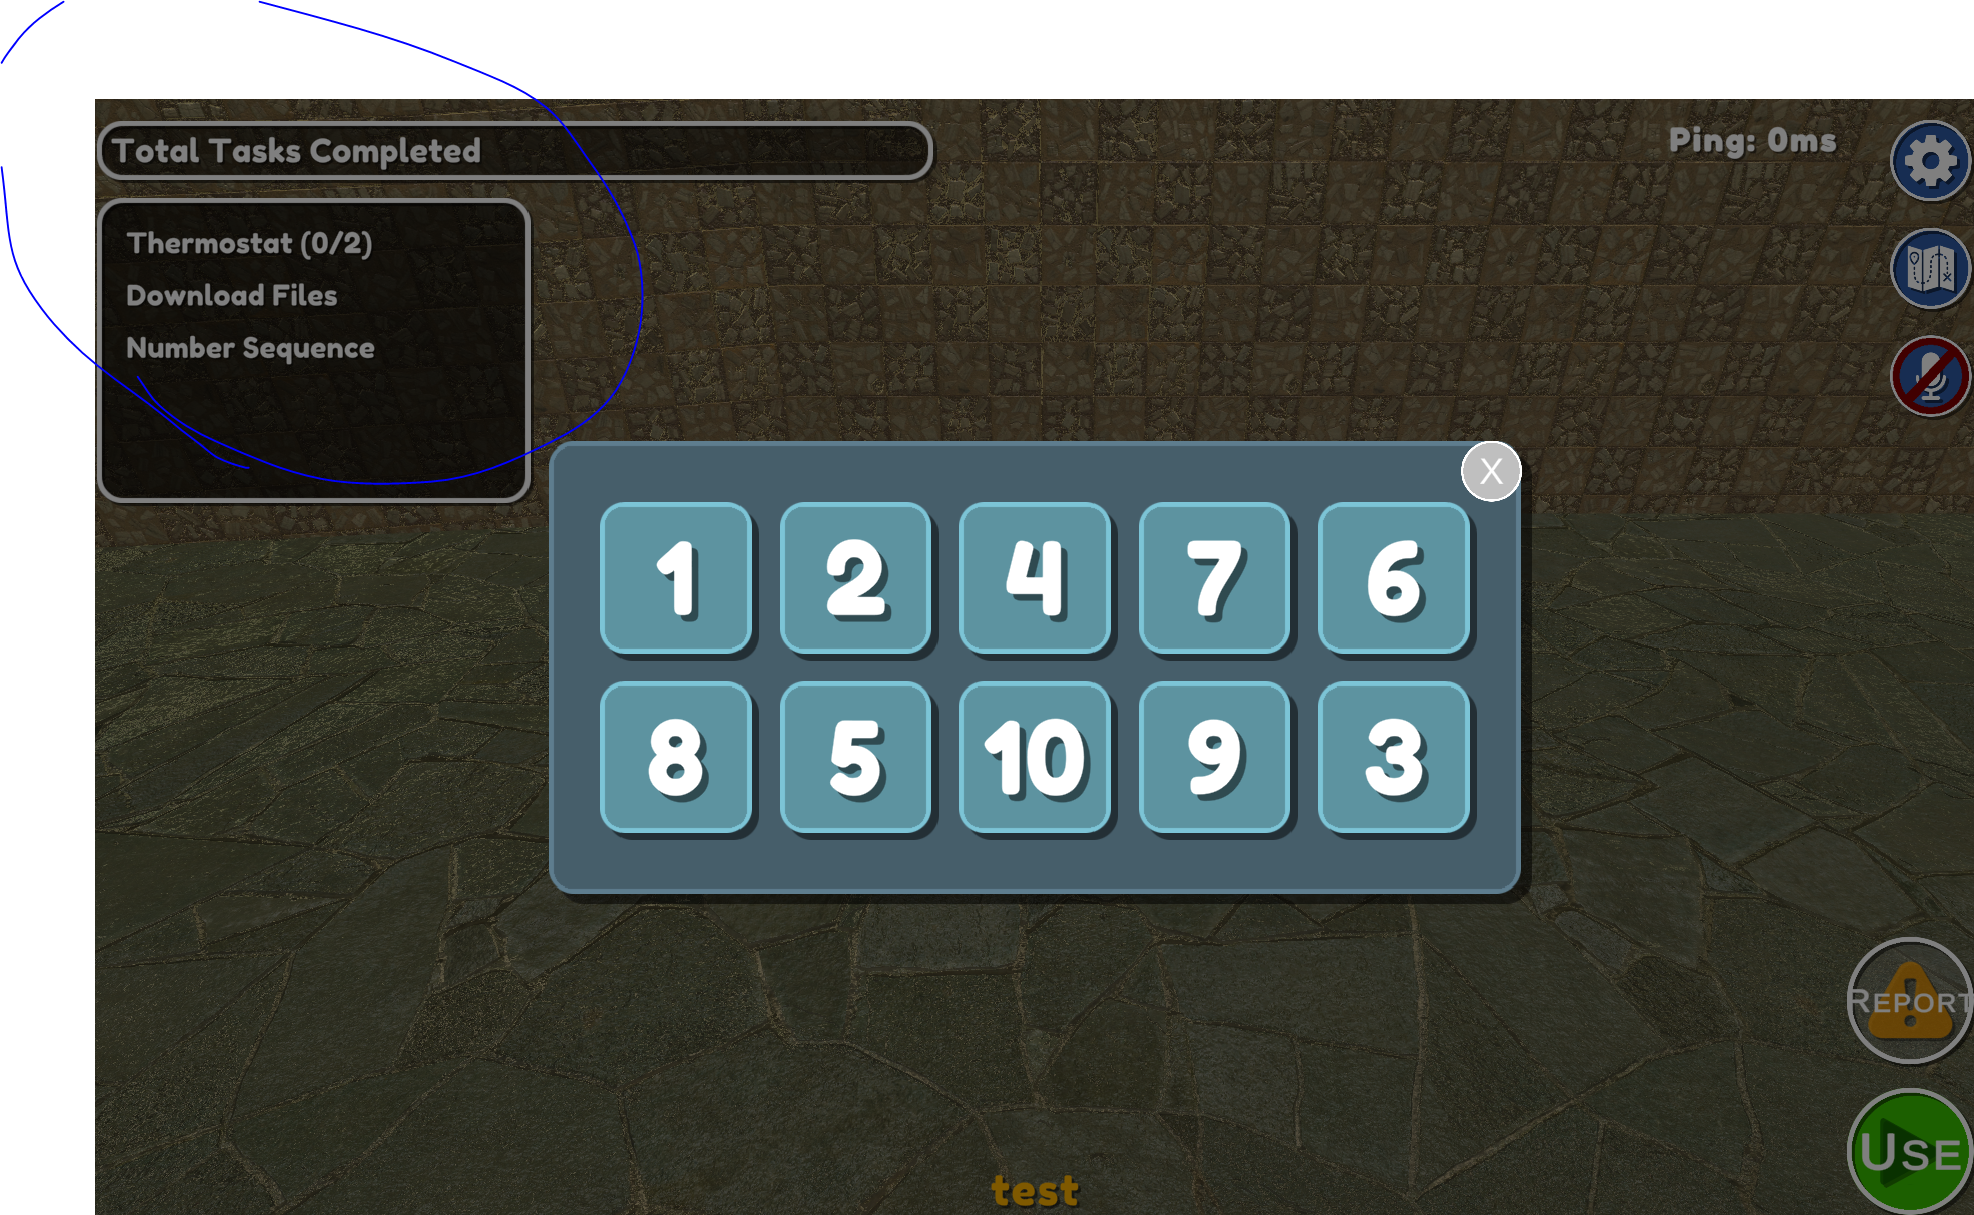 Total Tasks Completed
Ping: 0ms
Thermostat (0/2)
Download Files
Number Sequence
X
1 2 4 7 6
8 5 10 9 3
REPORT
USE
test